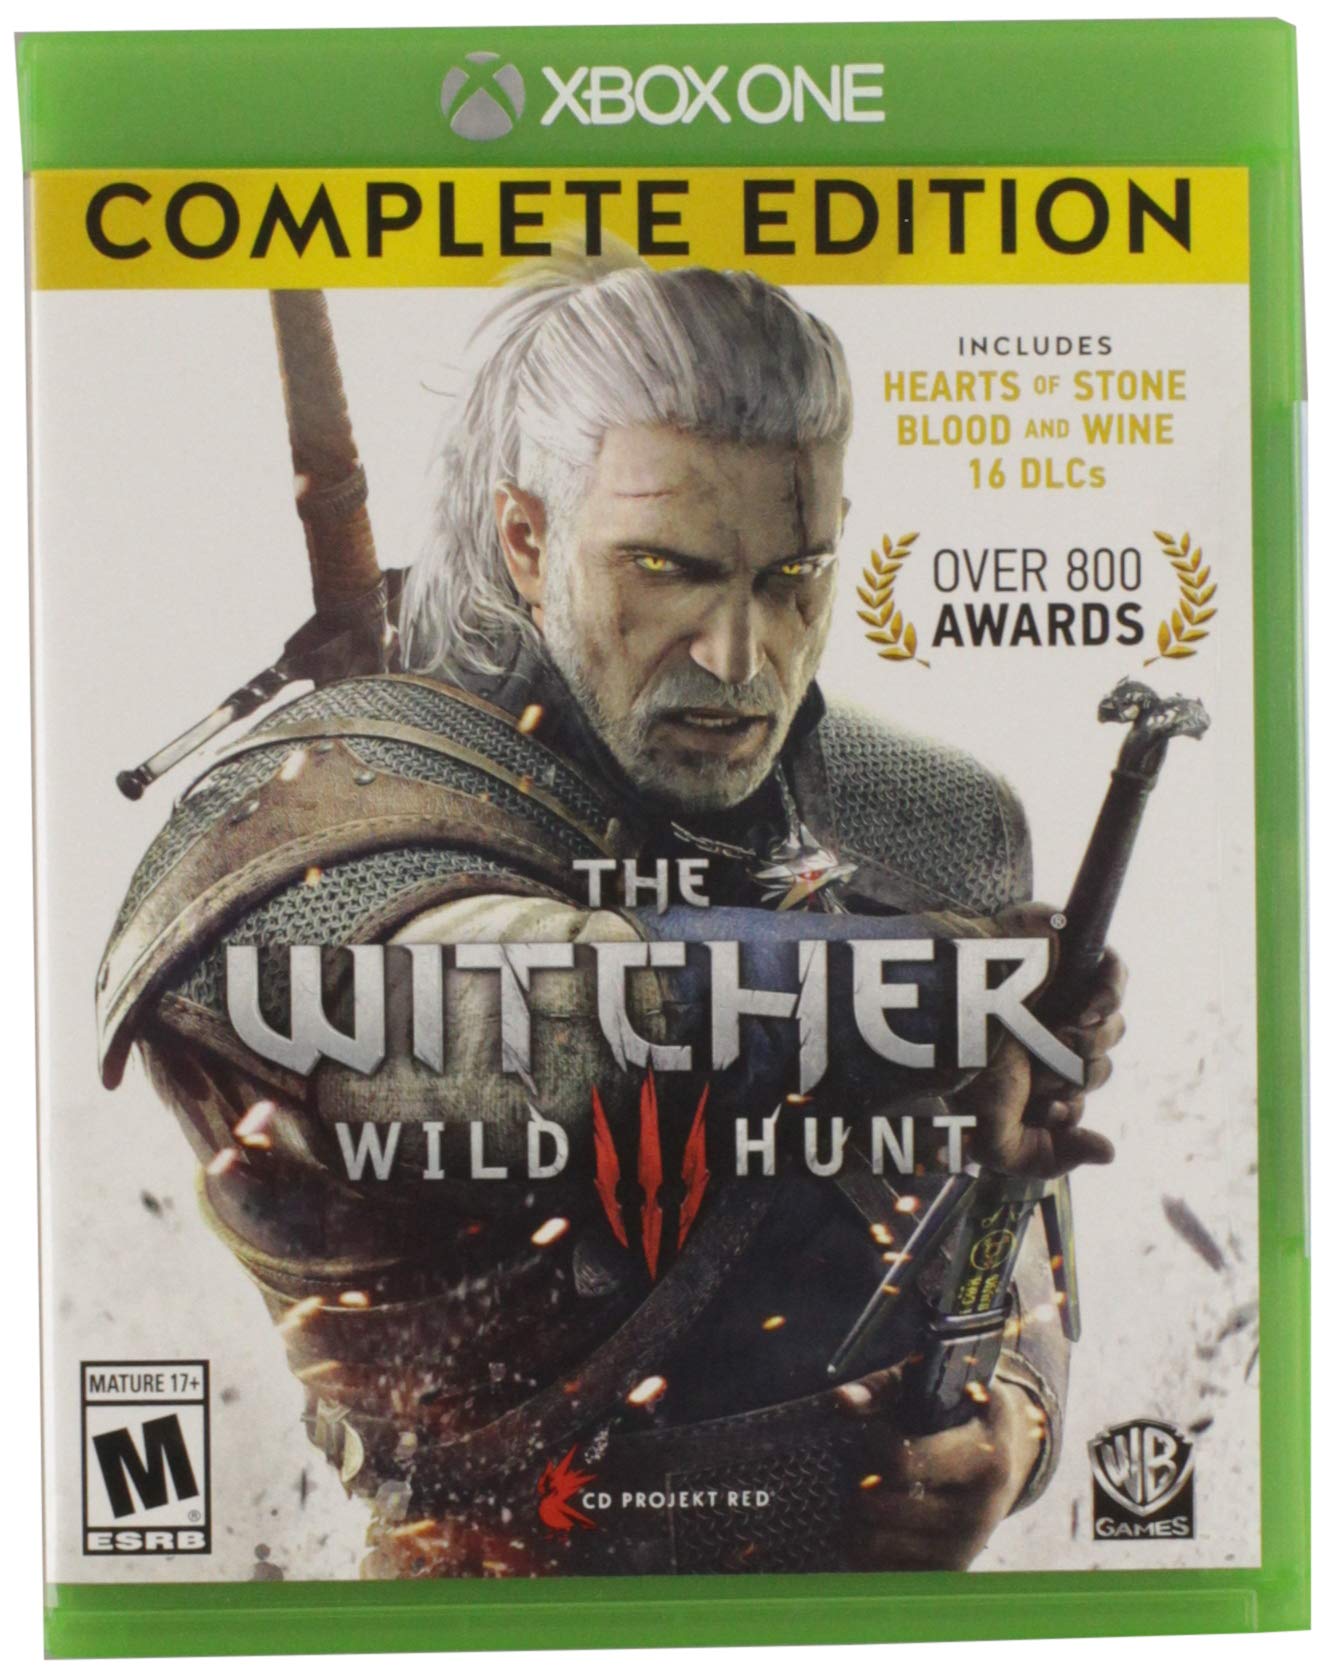 XBOX ONE
COMPLETE EDITION
INCLUDES
HEARTS OF STONE
BLOOD AND WINE
16 DLCs
OVER 800
AWARDS
THE
WITCHER®
WILD III HUNT
MATURE 17+
M
®
ESRB
CD PROJEKT RED
WB
GAMES